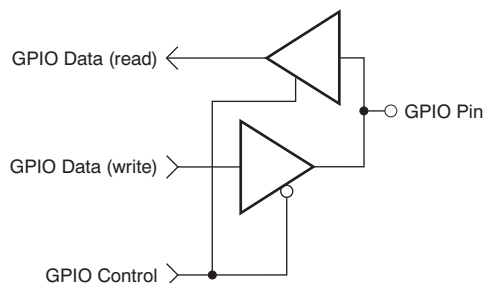 GPIO Data (read)
GPIO Pin
GPIO Data (write)
GPIO Control